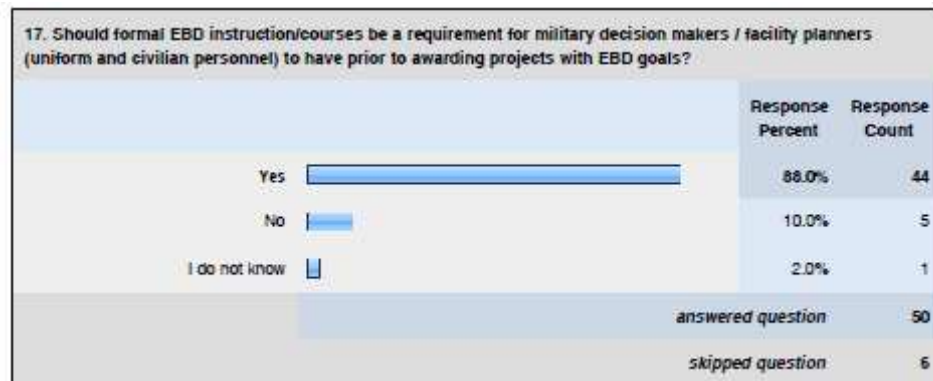 17. Should formal EBD instruction/courses be a requirement for military decision makers / facility planners
(uniform and civilian personnel) to have prior to awarding projects with EBD goals?
Response Percent Response Count
Yes 88.0% 44
No 10.0% 5
I do not know 2.0% 1
answered question 50
skipped question 6